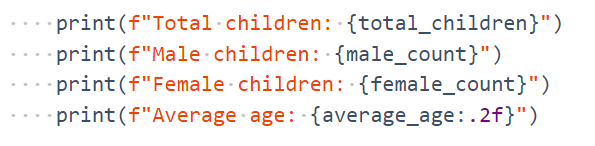 print(f"Total children: {total_children}")
    print(f"Male children: {male_count}")
    print(f"Female children: {female_count}")
    print(f"Average age: {average_age:.2f}")